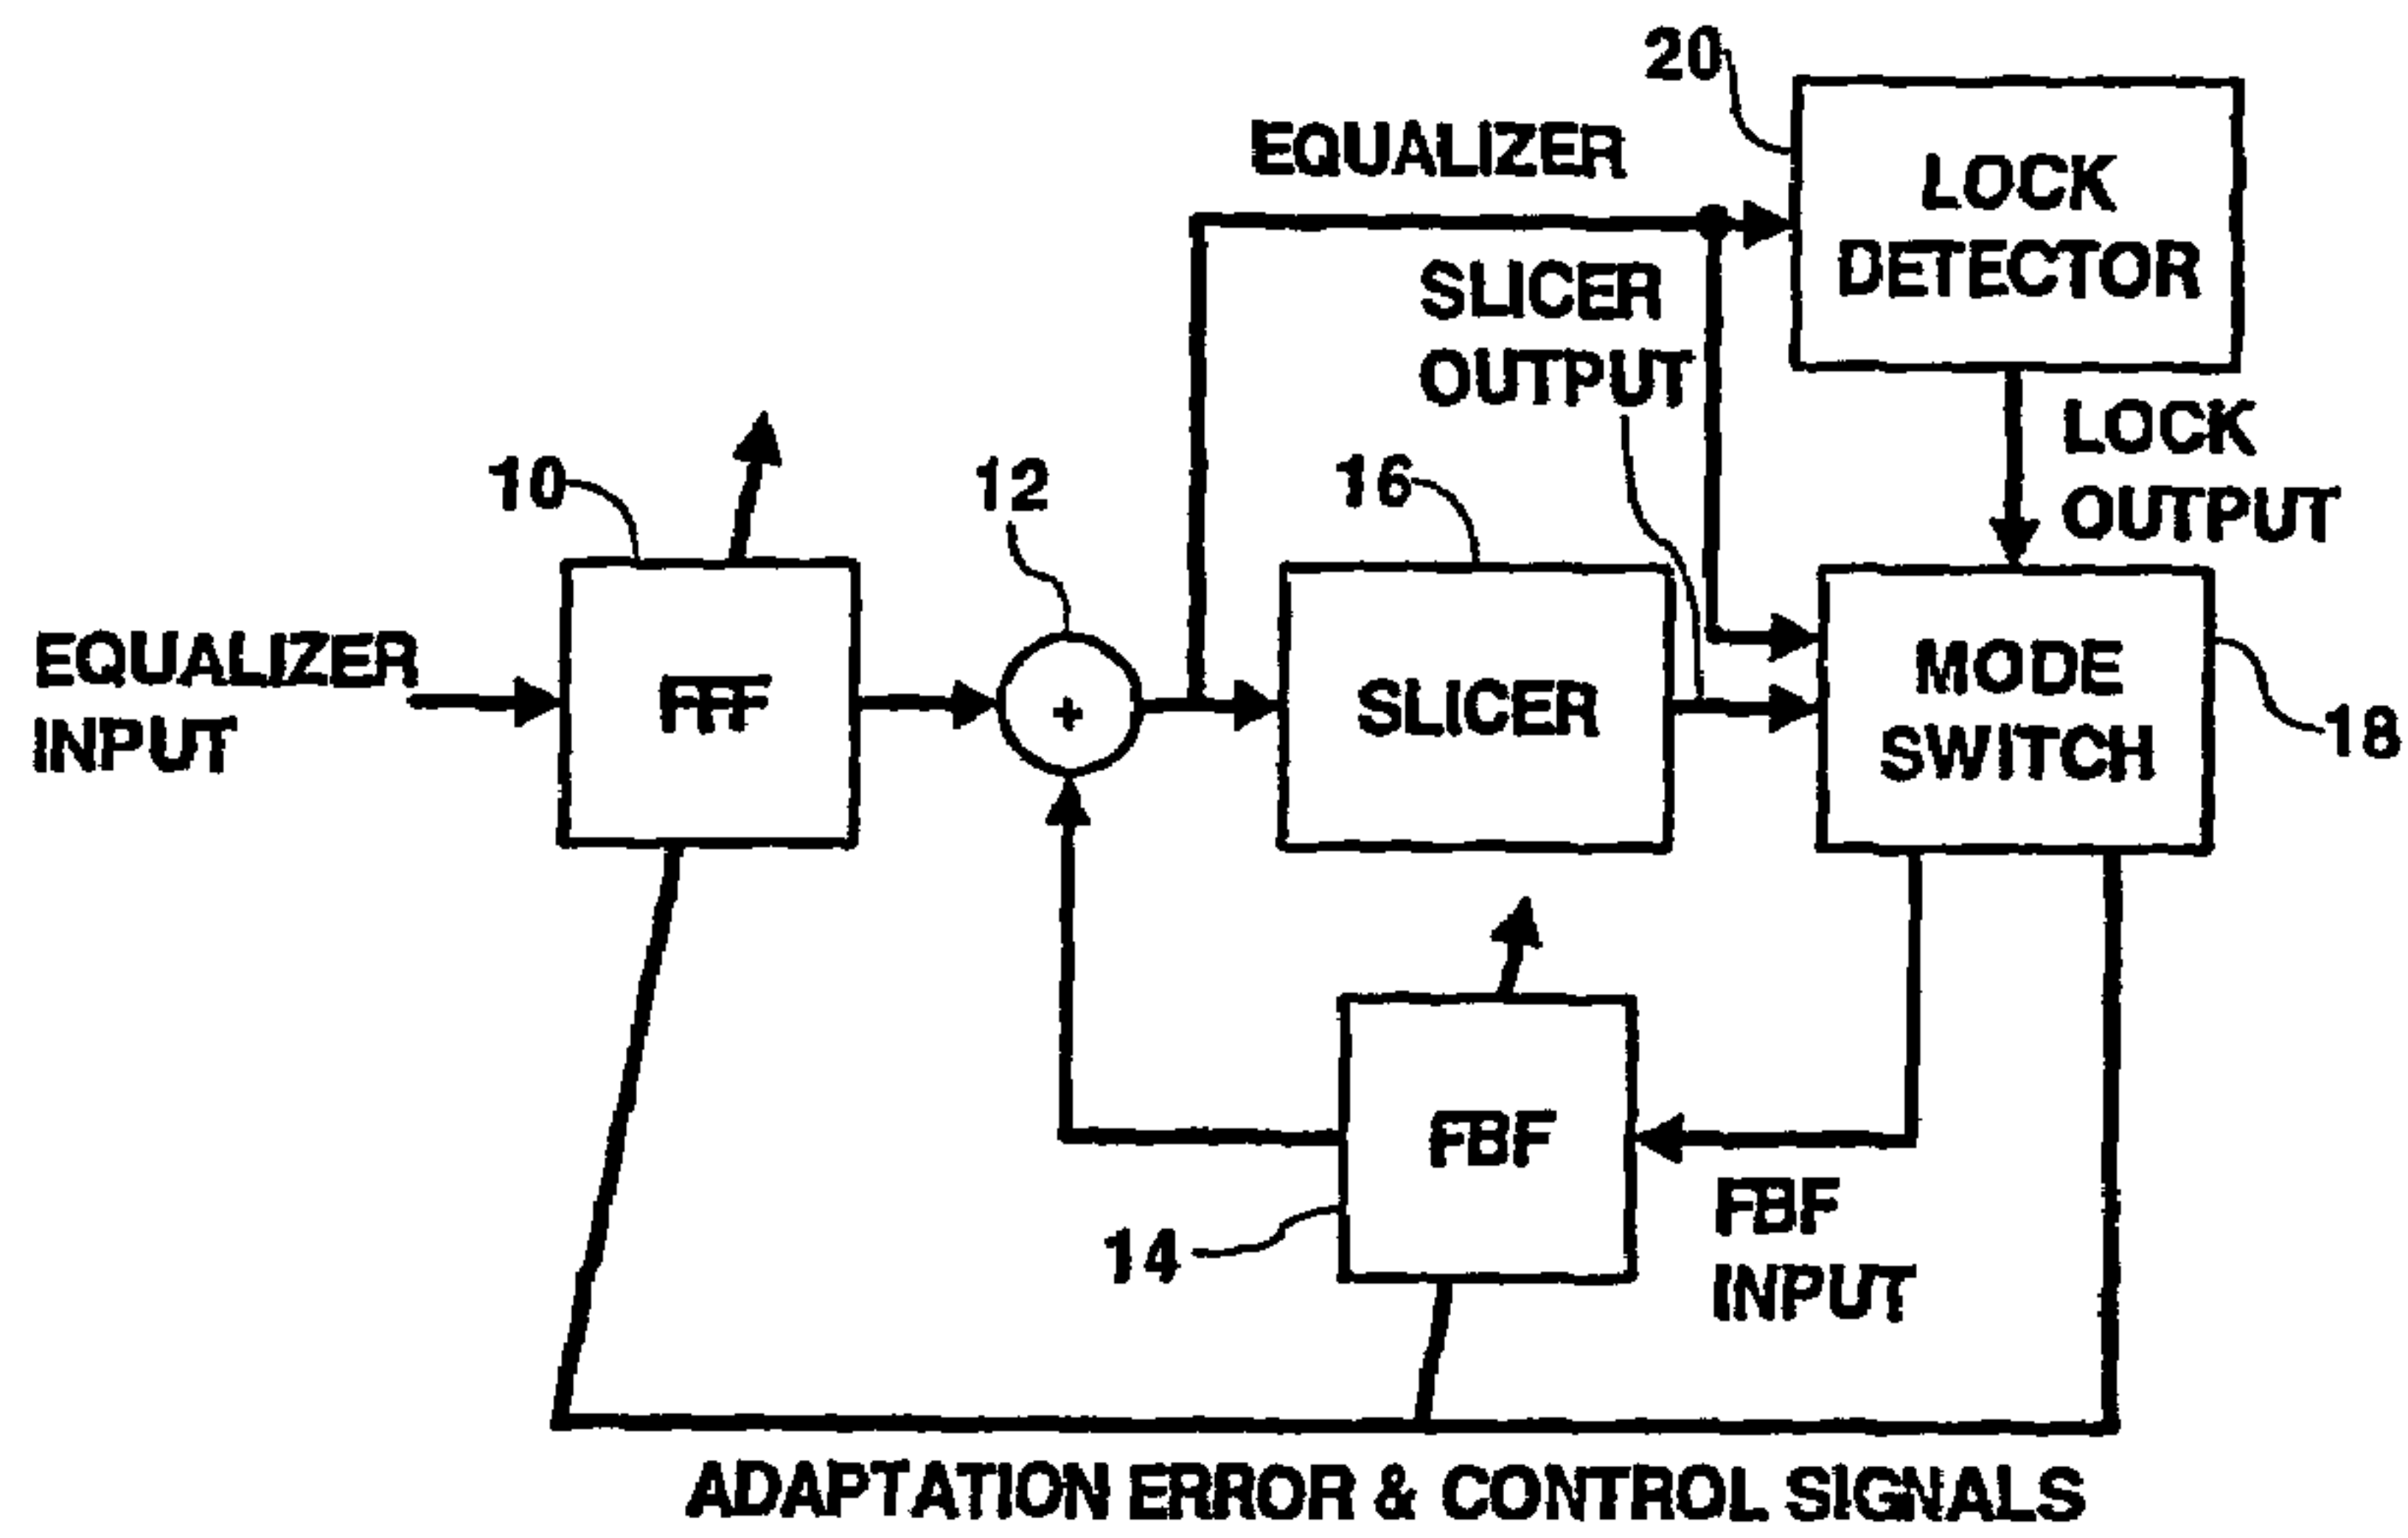 20
EQUALIZER
LOCK
DETECTOR
SLICER
OUTPUT
LOCK
OUTPUT
10
12
16
EQUALIZER
INPUT
FFF
+
SLICER
MODE
SWITCH
18
FBF
14
FBF
INPUT
ADAPTATION ERROR & CONTROL SIGNALS